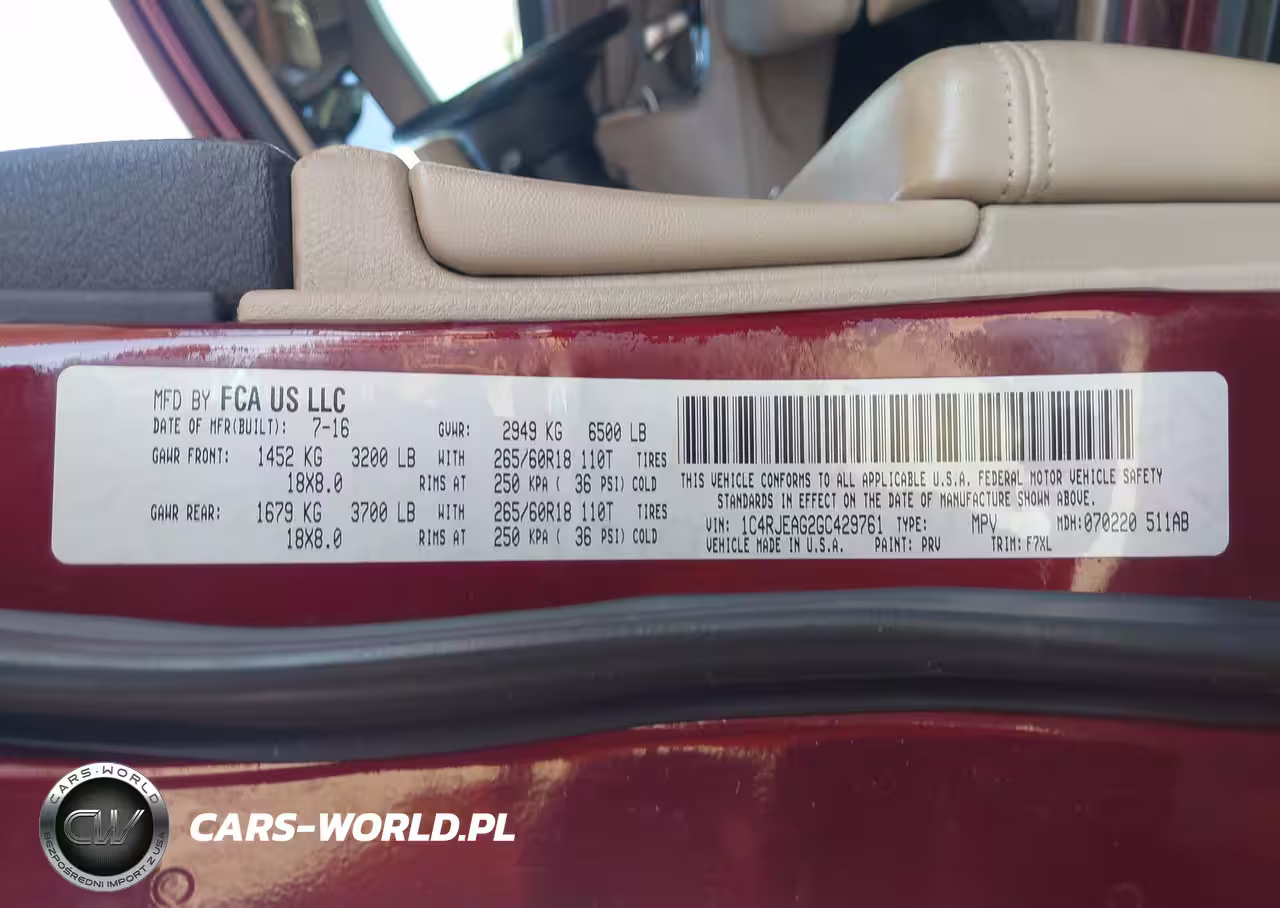 MFD BY FCA US LLC
DATE OF MFR(BUILT): 7-16 GVWR: 2949 KG 6500 LB
GAWR FRONT: 1452 KG 3200 LB WITH 265/60R18 110T TIRES
18X8.0 RIMS AT 250 KPA ( 36 PSI) COLD
GAWR REAR: 1679 KG 3700 LB WITH 265/60R18 110T TIRES
18X8.0 RIMS AT 250 KPA ( 36 PSI) COLD
THIS VEHICLE CONFORMS TO ALL APPLICABLE U.S.A. FEDERAL MOTOR VEHICLE SAFETY
STANDARDS IN EFFECT ON THE DATE OF MANUFACTURE SHOWN ABOVE.
VIN: 1C4RJEAG2GC429761 TYPE: MPV MDH:070220 511AB
VEHICLE MADE IN U.S.A. PAINT: PRV TRIM: F7XL
CARS-WORLD
CW
BEZPOŚREDNI IMPORT Z USA
CARS-WORLD.PL